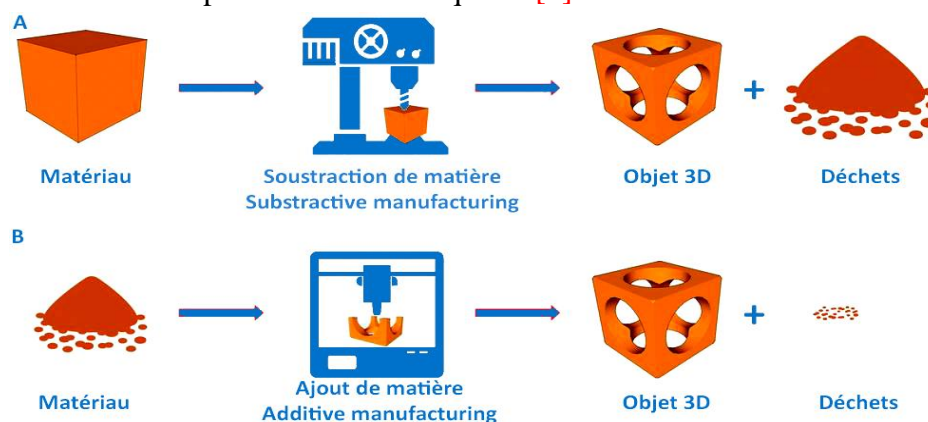 A
Matériau
Soustraction de matière
Substractive manufacturing
Objet 3D
+
Déchets
B
Matériau
Ajout de matière
Additive manufacturing
Objet 3D
+
Déchets